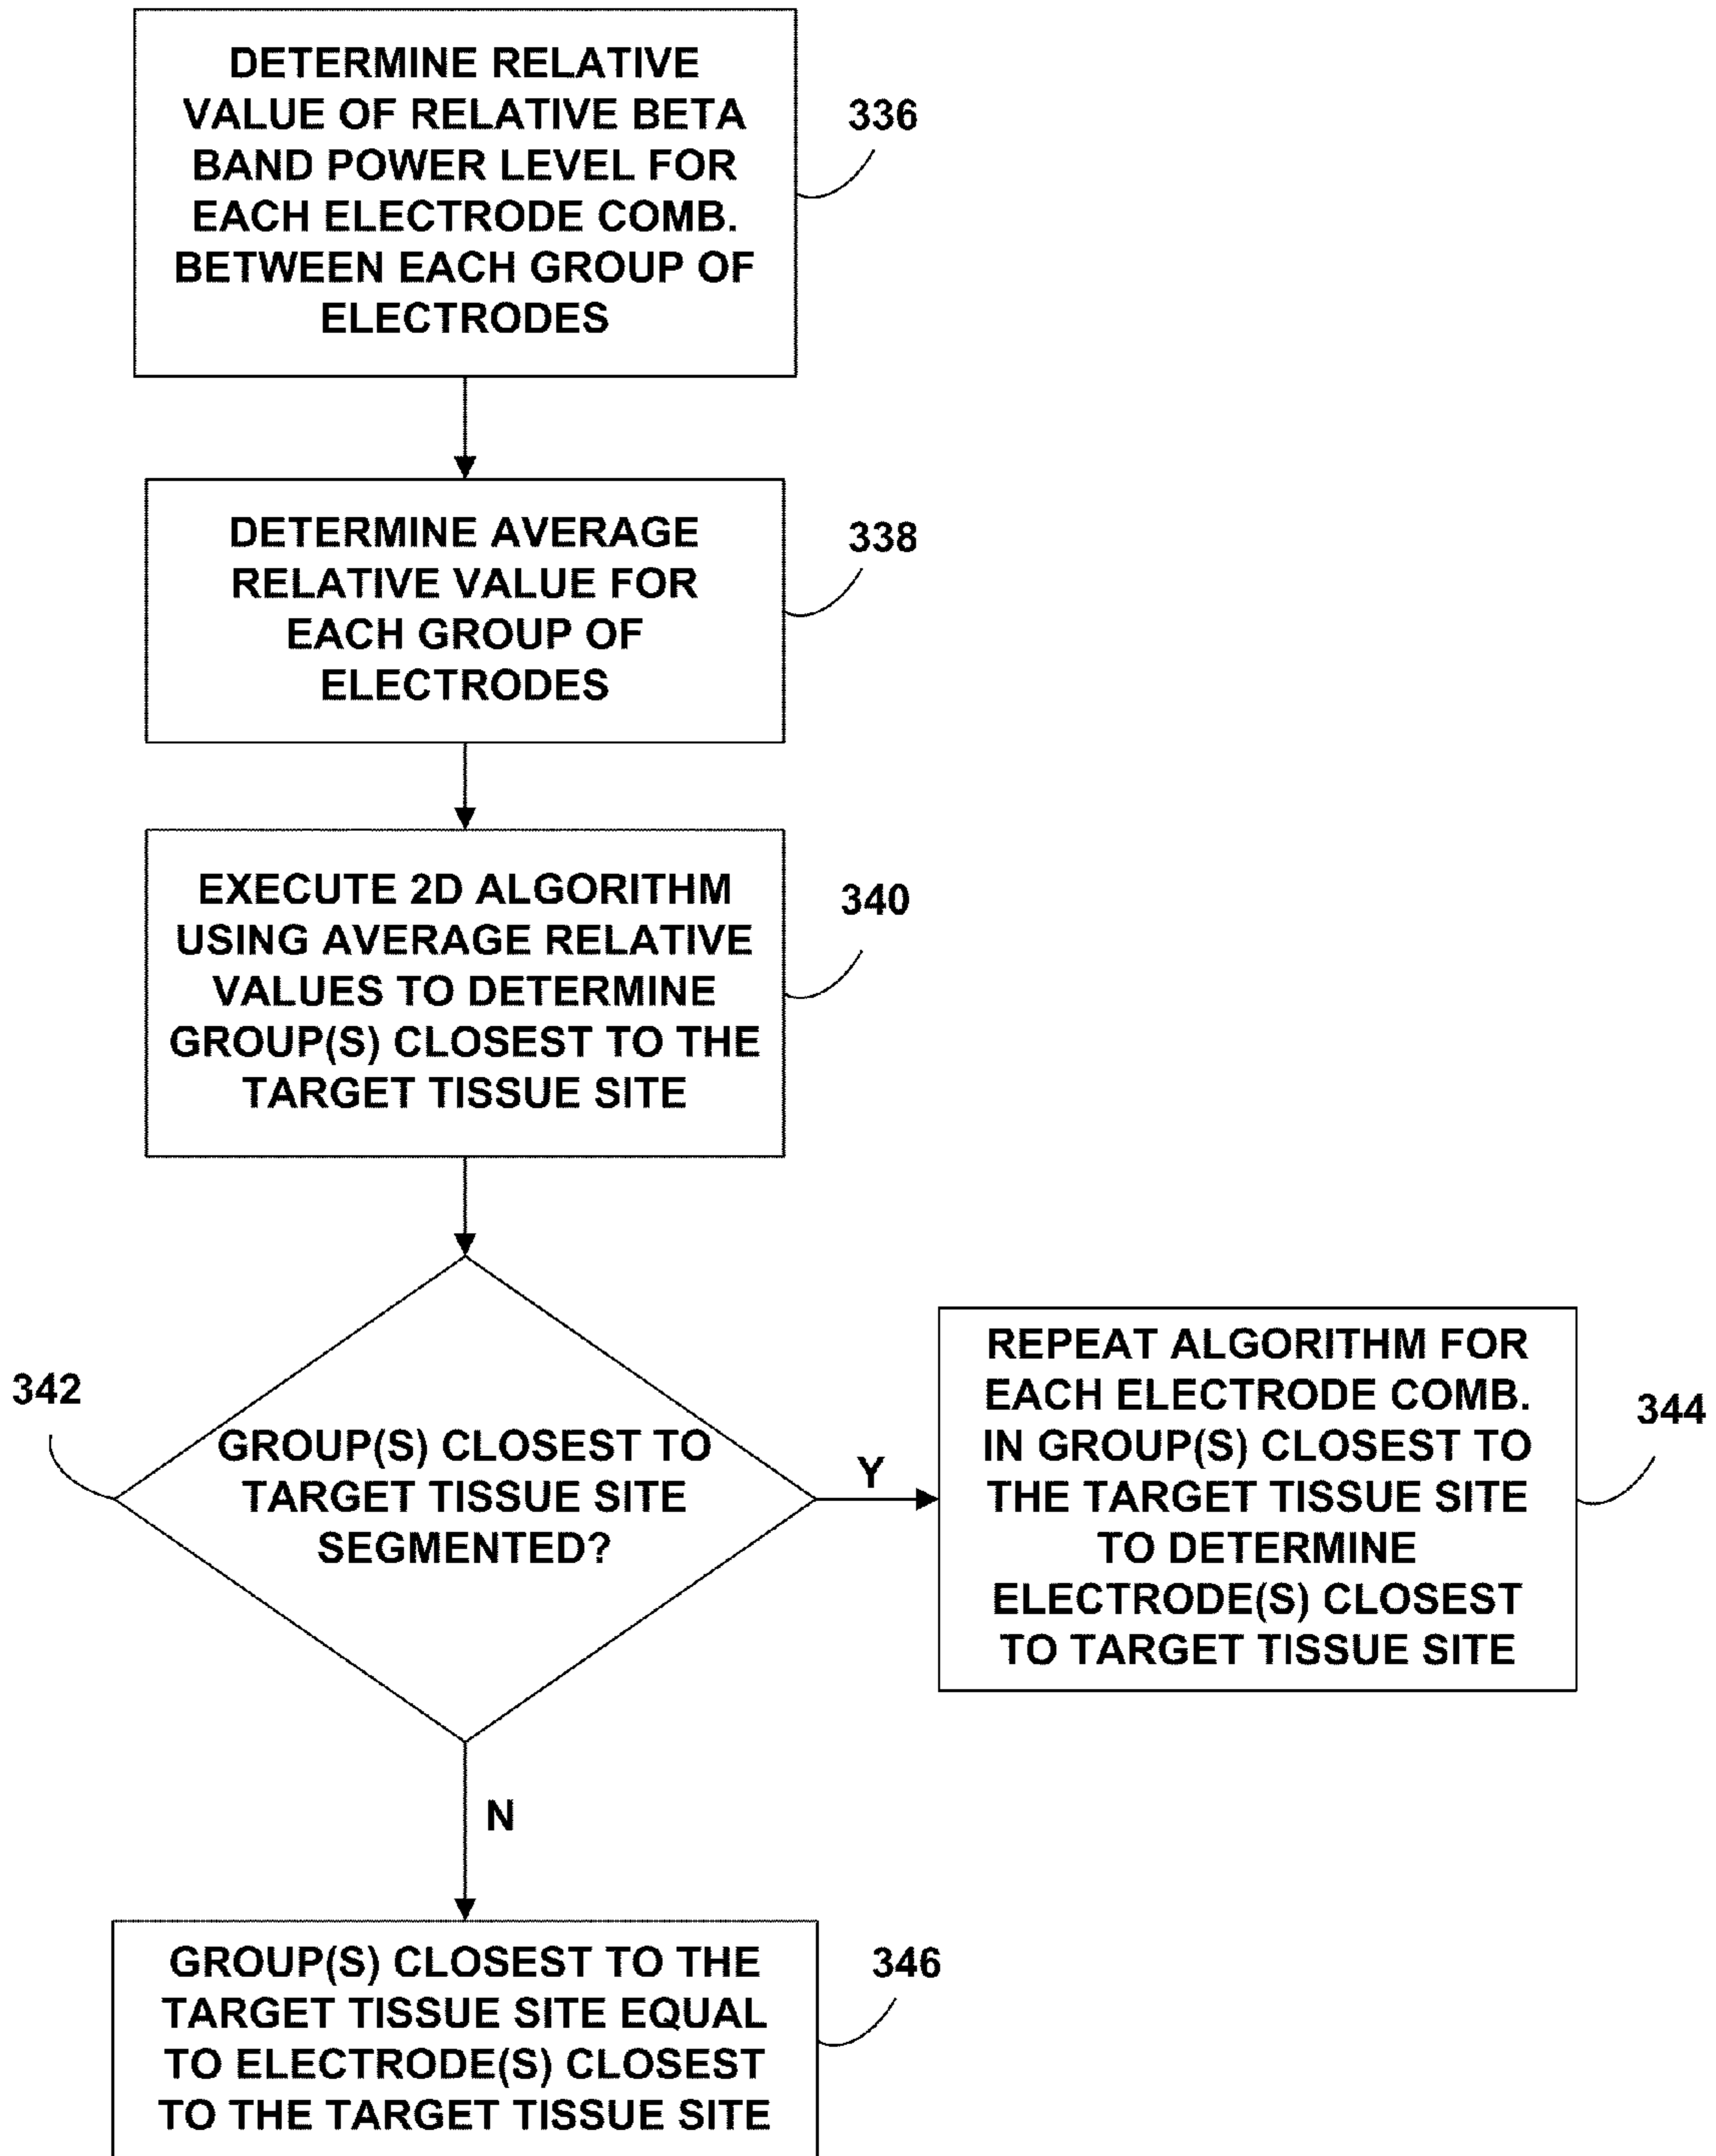 DETERMINE RELATIVE
VALUE OF RELATIVE BETA
BAND POWER LEVEL FOR
EACH ELECTRODE COMB.
BETWEEN EACH GROUP OF
ELECTRODES
336
DETERMINE AVERAGE
RELATIVE VALUE FOR
EACH GROUP OF
ELECTRODES
338
EXECUTE 2D ALGORITHM
USING AVERAGE RELATIVE
VALUES TO DETERMINE
GROUP(S) CLOSEST TO THE
TARGET TISSUE SITE
340
342
GROUP(S) CLOSEST TO
TARGET TISSUE SITE
SEGMENTED?
Y
REPEAT ALGORITHM FOR
EACH ELECTRODE COMB.
IN GROUP(S) CLOSEST TO
THE TARGET TISSUE SITE
TO DETERMINE
ELECTRODE(S) CLOSEST
TO TARGET TISSUE SITE
344
N
GROUP(S) CLOSEST TO THE
TARGET TISSUE SITE EQUAL
TO ELECTRODE(S) CLOSEST
TO THE TARGET TISSUE SITE
346